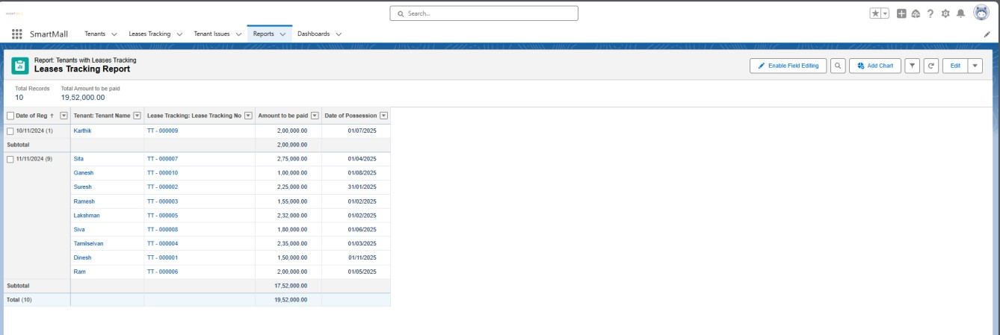 Search...
SmartMall Tenants Leases Tracking Tenant Issues Reports Dashboards
Report: Tenants with Leases Tracking
Leases Tracking Report
Enable Field Editing Add Chart Edit
Total Records Total Amount to be paid
10 19,52,000.00
Date of Reg ↑ Tenant: Tenant Name Lease Tracking: Lease Tracking No Amount to be paid Date of Possession
10/11/2024 (1) Karthik TT - 000009 2,00,000.00 01/07/2025
Subtotal 2,00,000.00
11/11/2024 (9) Sita TT - 000007 2,75,000.00 01/04/2025
Ganesh TT - 000010 1,00,000.00 01/08/2025
Suresh TT - 000002 2,25,000.00 31/01/2025
Ramesh TT - 000003 1,55,000.00 01/02/2025
Lakshman TT - 000005 2,32,000.00 01/02/2025
Siva TT - 000008 1,80,000.00 01/06/2025
Tamilselvan TT - 000004 2,35,000.00 01/03/2025
Dinesh TT - 000001 1,50,000.00 01/11/2025
Ram TT - 000006 2,00,000.00 01/05/2025
Subtotal 17,52,000.00
Total (10) 19,52,000.00